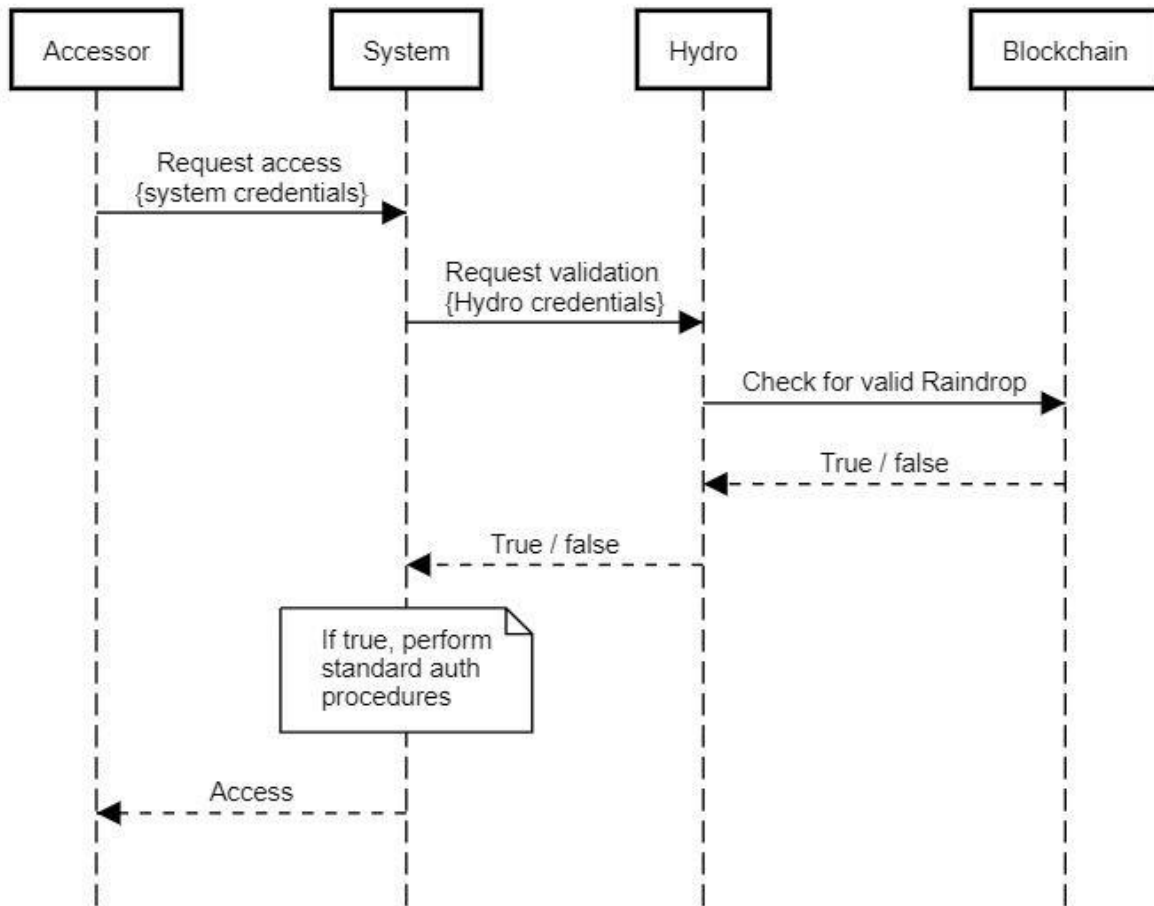 Accessor
System
Hydro
Blockchain
Request access
{system credentials}
Request validation
{Hydro credentials}
Check for valid Raindrop
True / false
True / false
If true, perform
standard auth
procedures
Access